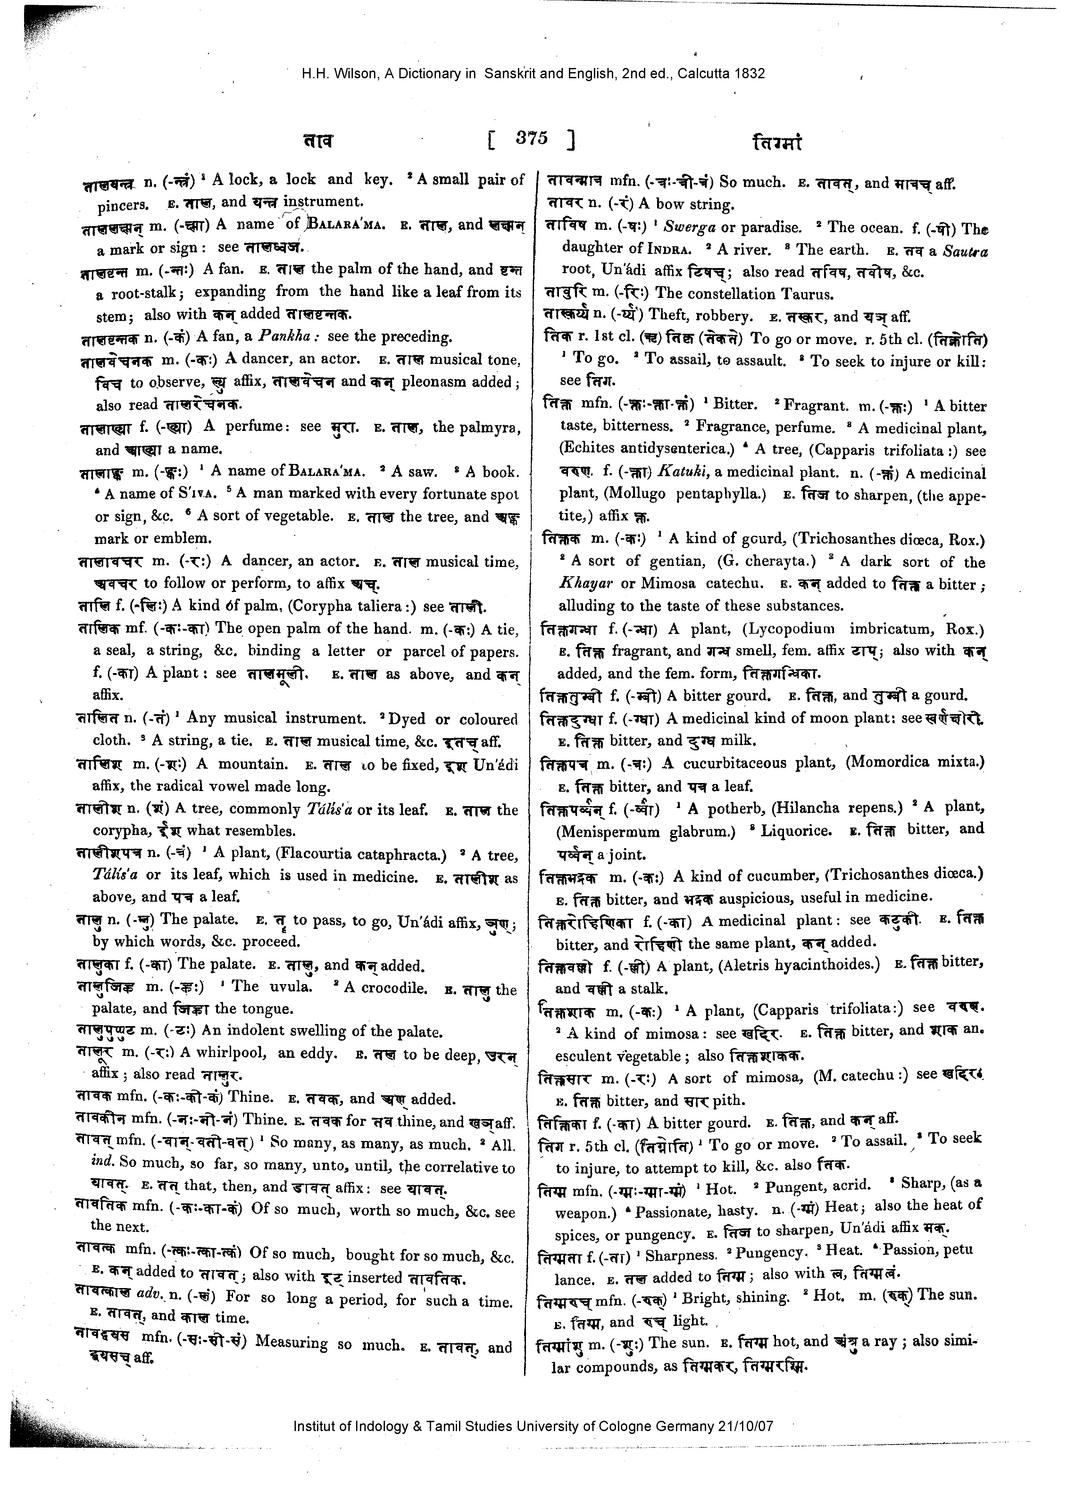 H.H. Wilson, A Dictionary in Sanskrit and English, 2nd ed., Calcutta 1832
ताव [ 375 ] तिग्मां
तालयन्त्र n. (-न्त्रं) ¹ A lock, a lock and key. ² A small pair of
pincers. E. ताल, and यन्त्र instrument.
ताललक्ष्मन् m. (-क्ष्मा) A name of BALARA'MA. E. ताल, and लक्ष्मन्
a mark or sign : see तालध्वज.
तालवृन्त m. (-न्तः) A fan. E. ताल the palm of the hand, and वृन्त
a root-stalk; expanding from the hand like a leaf from its
stem; also with कन् added तालवृन्तक.
तालवृन्तक n. (-कं) A fan, a Pankha : see the preceding.
तालवेचनक m. (-कः) A dancer, an actor. E. ताल musical tone,
विच to observe, ल्यु affix, तालवेचन and कन् pleonasm added ;
also read तालरेचनक.
तालाख्या f. (-ख्या) A perfume: see मुरा. E. ताल, the palmyra,
and आख्या a name.
तालाङ्क m. (-ङ्कः) ¹ A name of BALARA'MA. ² A saw. ³ A book.
⁴ A name of S'IVA. ⁵ A man marked with every fortunate spot
or sign, &c. ⁶ A sort of vegetable. E. ताल the tree, and अङ्क
mark or emblem.
तालावचर m. (-रः) A dancer, an actor. E. ताल musical time,
अवचर to follow or perform, to affix अच्.
तालि f. (-लिः) A kind of palm, (Corypha taliera :) see ताली.
तालिक mf. (-कः-का) The open palm of the hand. m. (-कः) A tie,
a seal, a string, &c. binding a letter or parcel of papers.
f. (-का) A plant : see तालमूली. E. ताल as above, and कन्
affix.
तालित n. (-तं) ¹ Any musical instrument. ² Dyed or coloured
cloth. ³ A string, a tie. E. ताल musical time, &c. इतच् aff.
तालिश m. (-शः) A mountain. E. तल to be fixed, इश Un'ádi
affix, the radical vowel made long.
तालीश n. (शं) A tree, commonly Tális'a or its leaf. E. ताल the
corypha, ईश what resembles.
तालीशपत्र n. (-त्रं) ¹ A plant, (Flacourtia cataphracta.) ² A tree,
Tális'a or its leaf, which is used in medicine. E. तालीश as
above, and पत्र a leaf.
तालु n. (-लु) The palate. E. तॄ to pass, to go, Un'ádi affix, ञुण् ;
by which words, &c. proceed.
तालुका f. (-का) The palate. E. तालु, and कन् added.
तालुजिह्व m. (-ह्वः) ¹ The uvula. ² A crocodile. E. तालु the
palate, and जिह्वा the tongue.
तालुपुप्पुट m. (-टः) An indolent swelling of the palate.
तालूर m. (-रः) A whirlpool, an eddy. E. तल to be deep, ऊरन्
affix ; also read तालुर.
तावक mfn. (-कः-की-कं) Thine. E. तवक, and अण् added.
तावकीन mfn. (-नः-नी-नं) Thine. E. तवक for तव thine, and खञ् aff.
तावत् mfn. (-वान्-वती-वत्) ¹ So many, as many, as much. ² All.
ind. So much, so far, so many, unto, until, the correlative to
यावत्. E. तत् that, then, and डावत् affix : see यावत्.
तावतिक mfn. (-कः-का-कं) Of so much, worth so much, &c. see
the next.
तावत्क mfn. (-त्कः-त्का-त्कं) Of so much, bought for so much, &c.
E. कन् added to तावत् ; also with इट् inserted तावतिक.
तावत्काल adv. n. (-लं) For so long a period, for such a time.
E. तावत्, and काल time.
तावद्द्वयस mfn. (-सः-सी-सं) Measuring so much. E. तावत्, and
द्वयसच् aff.
तावन्मात्र mfn. (-त्रः-त्री-त्रं) So much. E. तावत्, and मात्रच् aff.
तावर n. (-रं) A bow string.
ताविष m. (-षः) ¹ Swerga or paradise. ² The ocean. f. (-षी) The
daughter of INDRA. ² A river. ³ The earth. E. तव a Sautra
root, Un'ádi affix टिषच्; also read तविष, तवीष, &c.
तावुरि m. (-रिः) The constellation Taurus.
तास्कर्य्य n. (-र्य्यं) Theft, robbery. E. तस्कर, and यञ् aff.
तिक r. 1st cl. (ऋ) तिकृ (तेकते) To go or move. r. 5th cl. (तिक्नोति)
¹ To go. ² To assail, to assault. ³ To seek to injure or kill:
see तिग.
तिक्त mfn. (-क्तः-क्ता-क्तं) ¹ Bitter. ² Fragrant. m. (-क्तः) ¹ A bitter
taste, bitterness. ² Fragrance, perfume. ³ A medicinal plant,
(Echites antidysenterica.) ⁴ A tree, (Capparis trifoliata :) see
वरुण. f. (-क्ता) Katuki, a medicinal plant. n. (-क्तं) A medicinal
plant, (Mollugo pentaphylla.) E. तिज to sharpen, (the appe-
tite,) affix क्त.
तिक्तक m. (-कः) ¹ A kind of gourd, (Trichosanthes diœca, Rox.)
² A sort of gentian, (G. cherayta.) ³ A dark sort of the
Khayar or Mimosa catechu. E. कन् added to तिक्त a bitter ;
alluding to the taste of these substances.
तिक्तगन्धा f. (-न्धा) A plant, (Lycopodium imbricatum, Rox.)
E. तिक्त fragrant, and गन्ध smell, fem. affix टाप्; also with कन्
added, and the fem. form, तिक्तगन्धिका.
तिक्ततुम्बी f. (-म्बी) A bitter gourd. E. तिक्त, and तुम्बी a gourd.
तिक्तदुग्धा f. (-ग्धा) A medicinal kind of moon plant: see स्वर्णक्षीरी.
E. तिक्त bitter, and दुग्ध milk.
तिक्तपत्र m. (-त्रः) A cucurbitaceous plant, (Momordica mixta.)
E. तिक्त bitter, and पत्र a leaf.
तिक्तपर्व्वन् f. (-र्व्वा) ¹ A potherb, (Hilancha repens.) ² A plant,
(Menispermum glabrum.) ³ Liquorice. E. तिक्त bitter, and
पर्व्वन् a joint.
तिक्तभद्रक m. (-कः) A kind of cucumber, (Trichosanthes diœca.)
E. तिक्त bitter, and भद्रक auspicious, useful in medicine.
तिक्तरोहिणिका f. (-का) A medicinal plant : see कटुकी. E. तिक्त
bitter, and रोहिणी the same plant, कन् added.
तिक्तवल्ली f. (-ल्ली) A plant, (Aletris hyacinthoides.) E. तिक्त bitter,
and वल्ली a stalk.
तिक्तशाक m. (-कः) ¹ A plant, (Capparis trifoliata:) see वरुण.
² A kind of mimosa : see खदिर. E. तिक्त bitter, and शाक an
esculent vegetable ; also तिक्तशाकक.
तिक्तसार m. (-रः) A sort of mimosa, (M. catechu :) see खदिर.
E. तिक्त bitter, and सार pith.
तिक्तिका f. (-का) A bitter gourd. E. तिक्त, and कन् aff.
तिग r. 5th cl. (तिग्नोति) ¹ To go or move. ² To assail. ³ To seek
to injure, to attempt to kill, &c. also तिक.
तिग्म mfn. (-ग्मः-ग्मा-ग्मं) ¹ Hot. ² Pungent, acrid. ³ Sharp, (as a
weapon.) ⁴ Passionate, hasty. n. (-ग्मं) Heat; also the heat of
spices, or pungency. E. तिज to sharpen, Un'ádi affix मक्.
तिग्मता f. (-ता) ¹ Sharpness. ² Pungency. ³ Heat. ⁴ Passion, petu
lance. E. तल added to तिग्म ; also with त्व, तिग्मत्वं.
तिग्मरुच् mfn. (-रुक्) ¹ Bright, shining. ² Hot. m. (रुक्) The sun.
E. तिग्म, and रुच् light.
तिग्मांशु m. (-शुः) The sun. E. तिग्म hot, and अंशु a ray ; also simi-
lar compounds, as तिग्मकर, तिग्मरश्मि.
Institut of Indology & Tamil Studies University of Cologne Germany 21/10/07